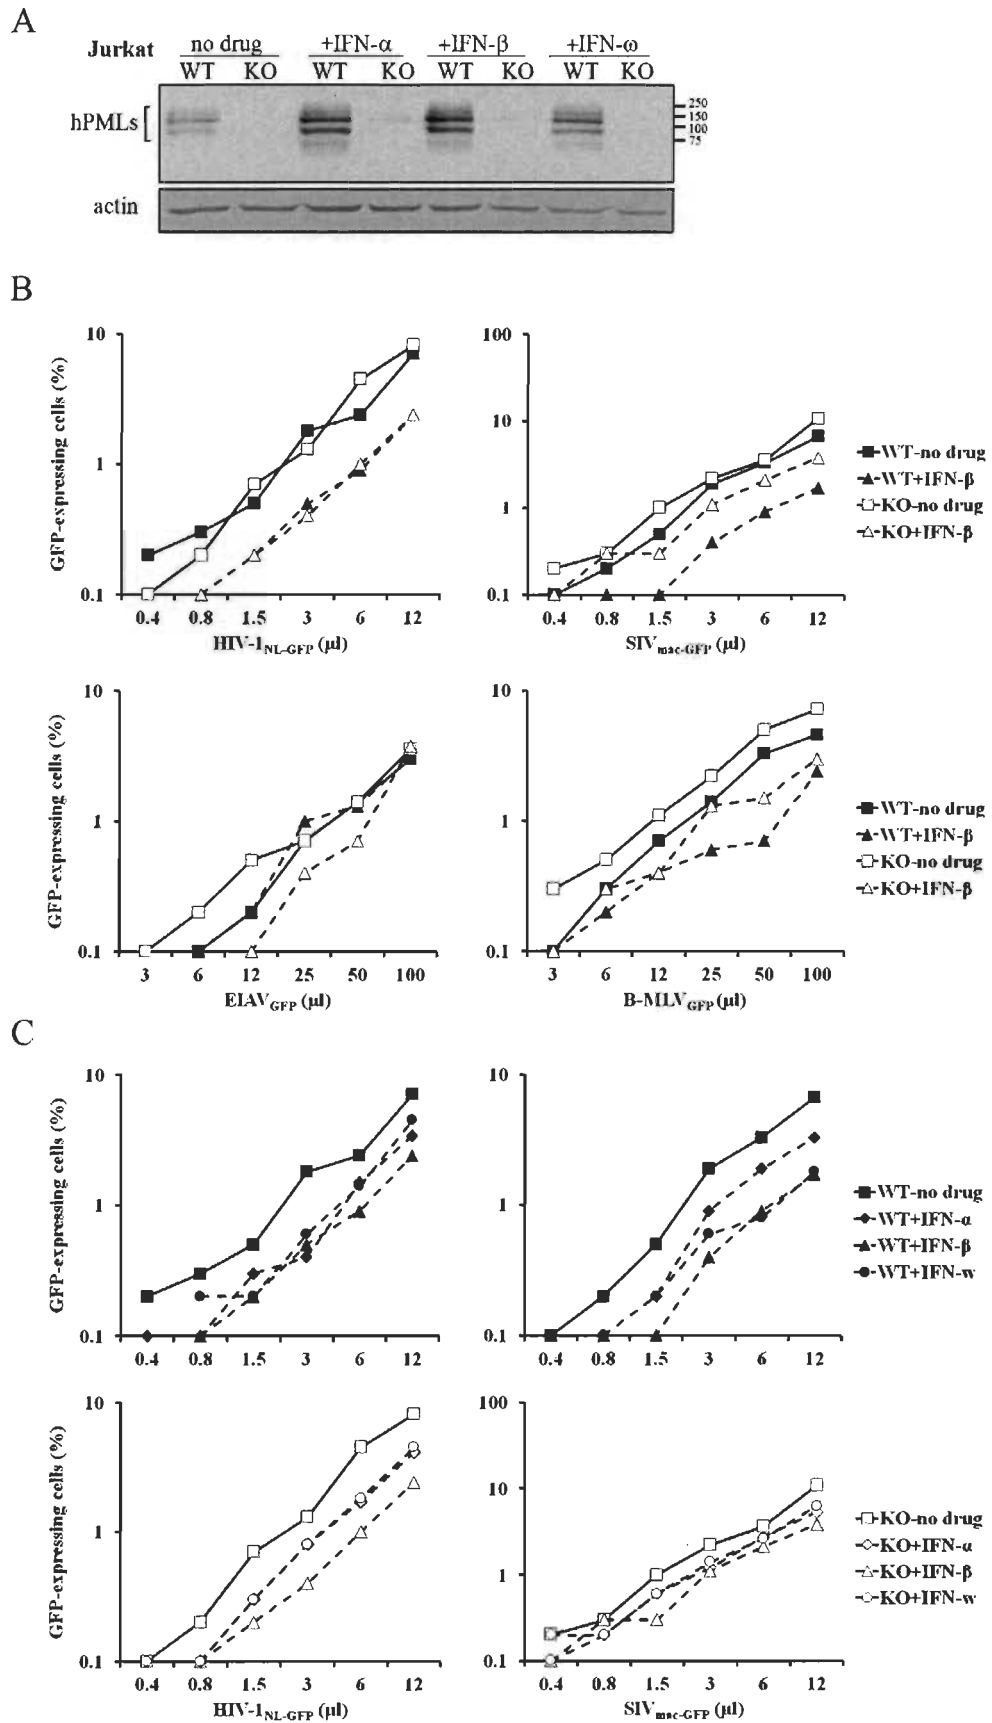 A
Jurkat no drug +IFN-α +IFN-β +IFN-ω
WT KO WT KO WT KO WT KO
hPMLs
250
150
100
75
actin
B
GFP-expressing cells (%)
10
1
0.1
0.4 0.8 1.5 3 6 12
HIV-1NL-GFP (µl)
100
10
1
0.1
0.4 0.8 1.5 3 6 12
SIVmac-GFP (µl)
WT-no drug
WT+IFN-β
KO-no drug
KO+IFN-β
GFP-expressing cells (%)
10
1
0.1
3 6 12 25 50 100
EIAVGFP (µl)
10
1
0.1
3 6 12 25 50 100
B-MLVGFP (µl)
WT-no drug
WT+IFN-β
KO-no drug
KO+IFN-β
C
GFP-expressing cells (%)
10
1
0.1
0.4 0.8 1.5 3 6 12
10
1
0.1
0.4 0.8 1.5 3 6 12
WT-no drug
WT+IFN-α
WT+IFN-β
WT+IFN-w
GFP-expressing cells (%)
10
1
0.1
0.4 0.8 1.5 3 6 12
HIV-1NL-GFP (µl)
100
10
1
0.1
0.4 0.8 1.5 3 6 12
SIVmac-GFP (µl)
KO-no drug
KO+IFN-α
KO+IFN-β
KO+IFN-w